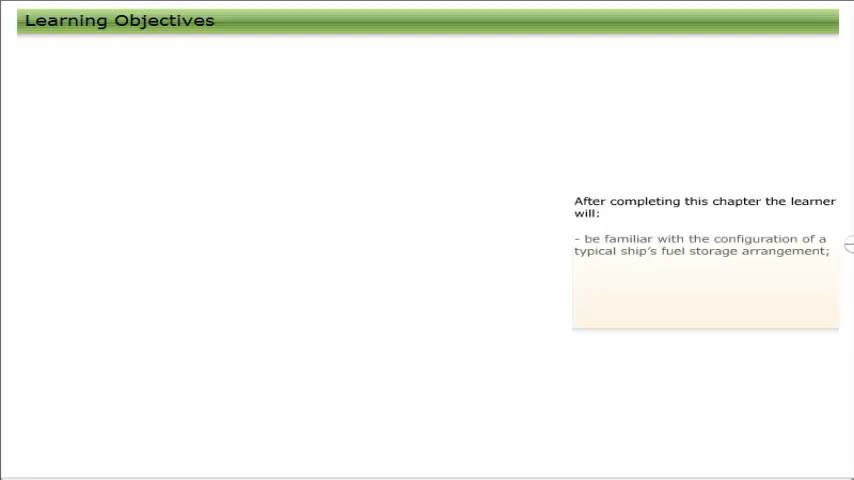 Learning Objectives
After completing this chapter the learner
will:
- be familiar with the configuration of a
typical ship's fuel storage arrangement;